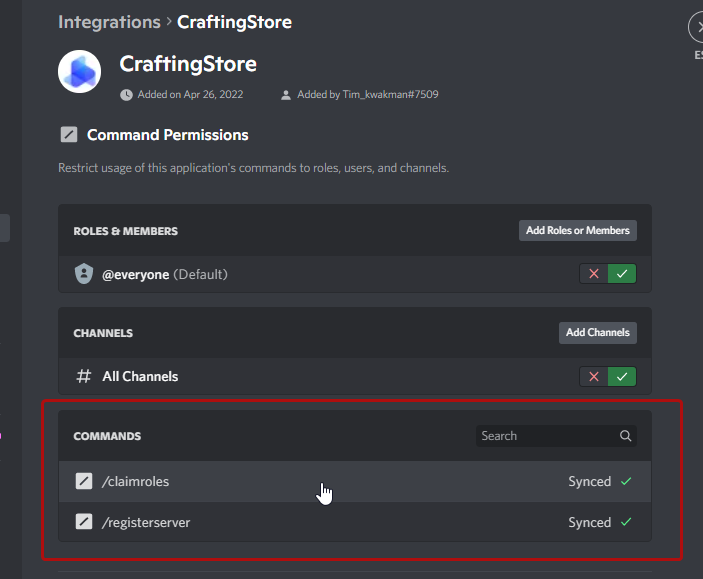 Integrations > CraftingStore
CraftingStore
Added on Apr 26, 2022 Added by Tim_kwakman#7509
Command Permissions
Restrict usage of this application's commands to roles, users, and channels.
ROLES & MEMBERS Add Roles or Members
@everyone (Default)
CHANNELS Add Channels
# All Channels
COMMANDS Search
/claimroles Synced
/registerserver Synced